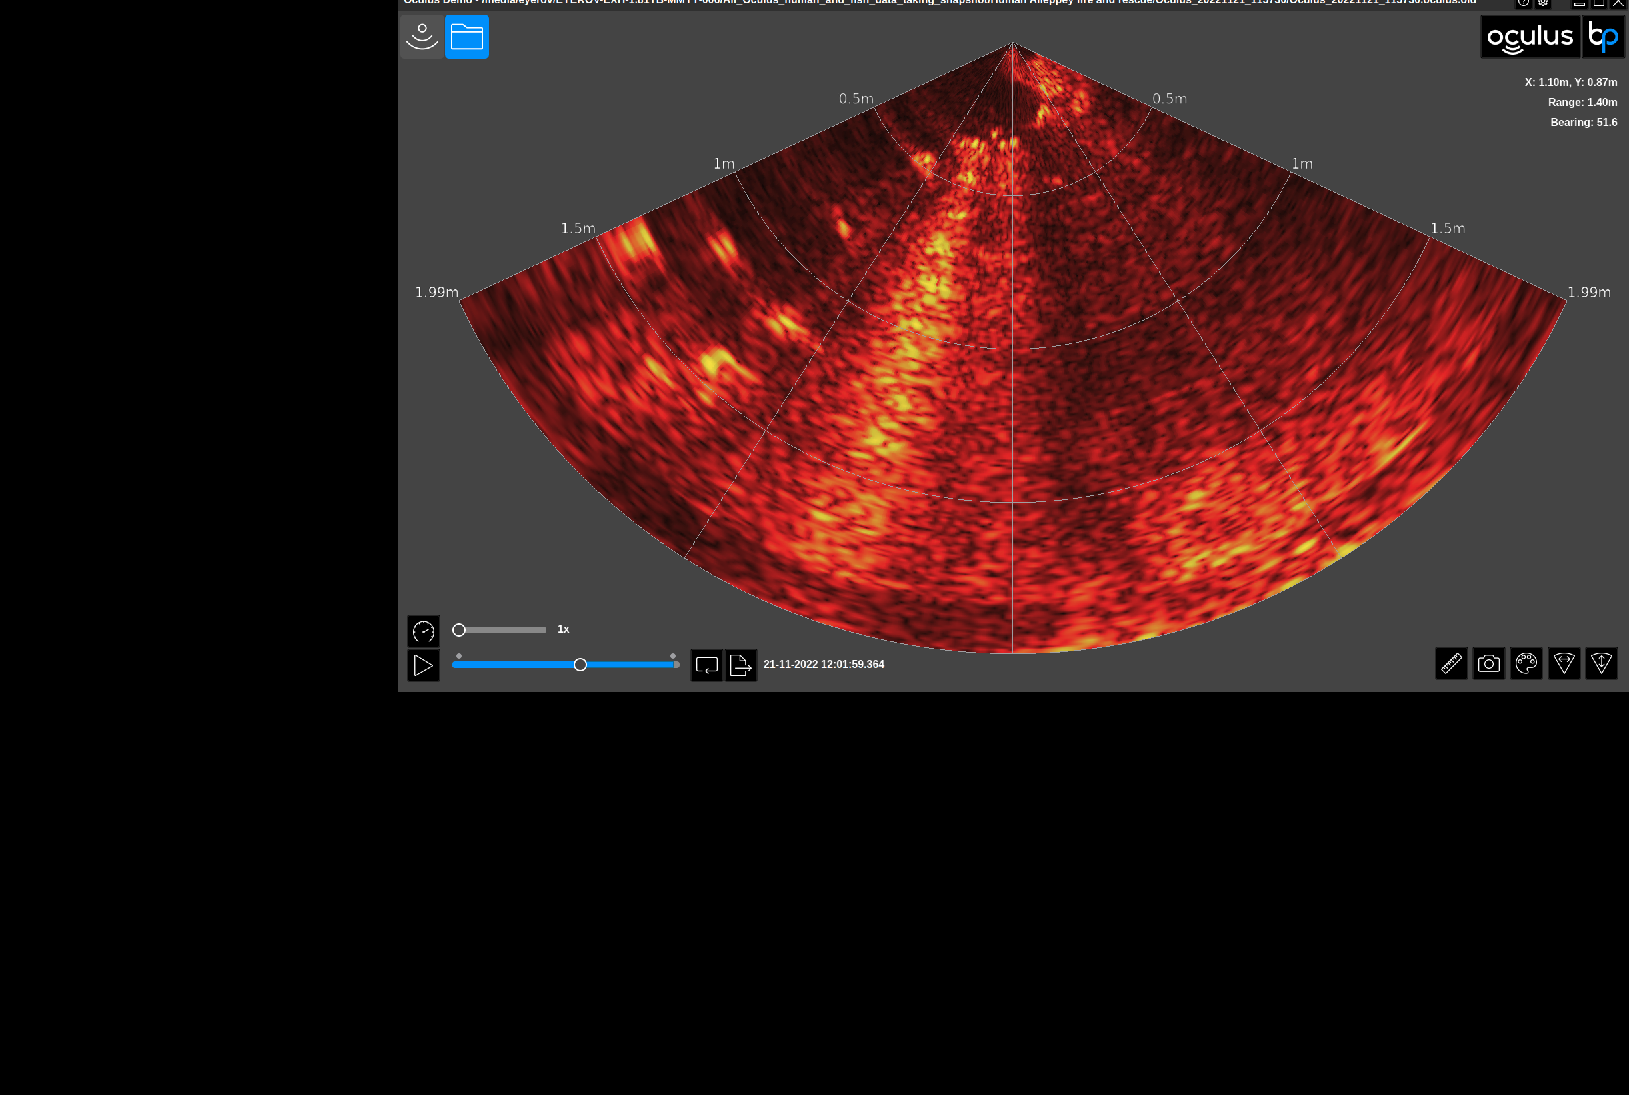 oculus bp
X: 1.10m, Y: 0.87m
Range: 1.40m
Bearing: 51.6
0.5m 0.5m
1m 1m
1.5m 1.5m
1.99m 1.99m
1x
21-11-2022 12:01:59.364